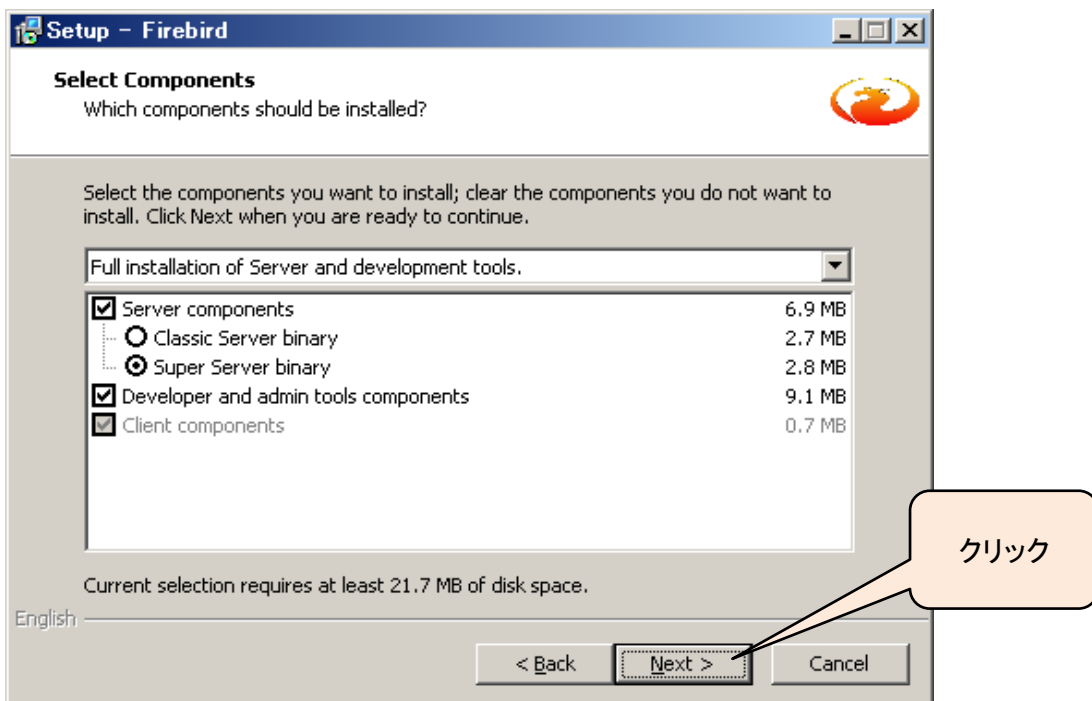 Setup - Firebird
Select Components
Which components should be installed?
Select the components you want to install; clear the components you do not want to
install. Click Next when you are ready to continue.
Full installation of Server and development tools.
Server components 6.9 MB
Classic Server binary 2.7 MB
Super Server binary 2.8 MB
Developer and admin tools components 9.1 MB
Client components 0.7 MB
クリック
Current selection requires at least 21.7 MB of disk space.
English
< Back Next > Cancel